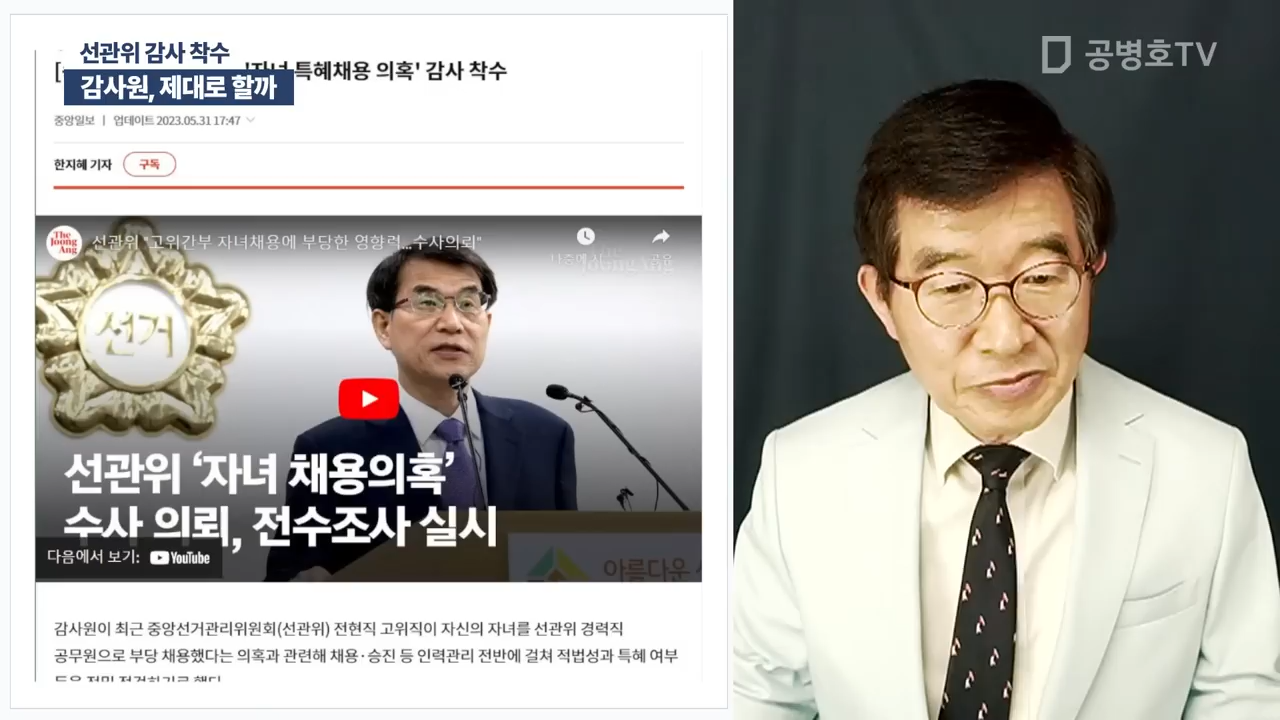 선관위 감사 착수
감사원, 제대로 할까
'자녀 특혜채용 의혹' 감사 착수
중앙일보 | 업데이트 2023.05.31 17:47
한지혜 기자 구독
The JoongAng
선관위 "고위간부 자녀채용에 부당한 영향력...수사의뢰"
선거
선관위 ‘자녀 채용의혹’
수사 의뢰, 전수조사 실시
다음에서 보기: YouTube
아름다운
감사원이 최근 중앙선거관리위원회(선관위) 전현직 고위직이 자신의 자녀를 선관위 경력직
공무원으로 부당 채용했다는 의혹과 관련해 채용·승진 등 인력관리 전반에 걸쳐 적법성과 특혜 여부
공병호TV